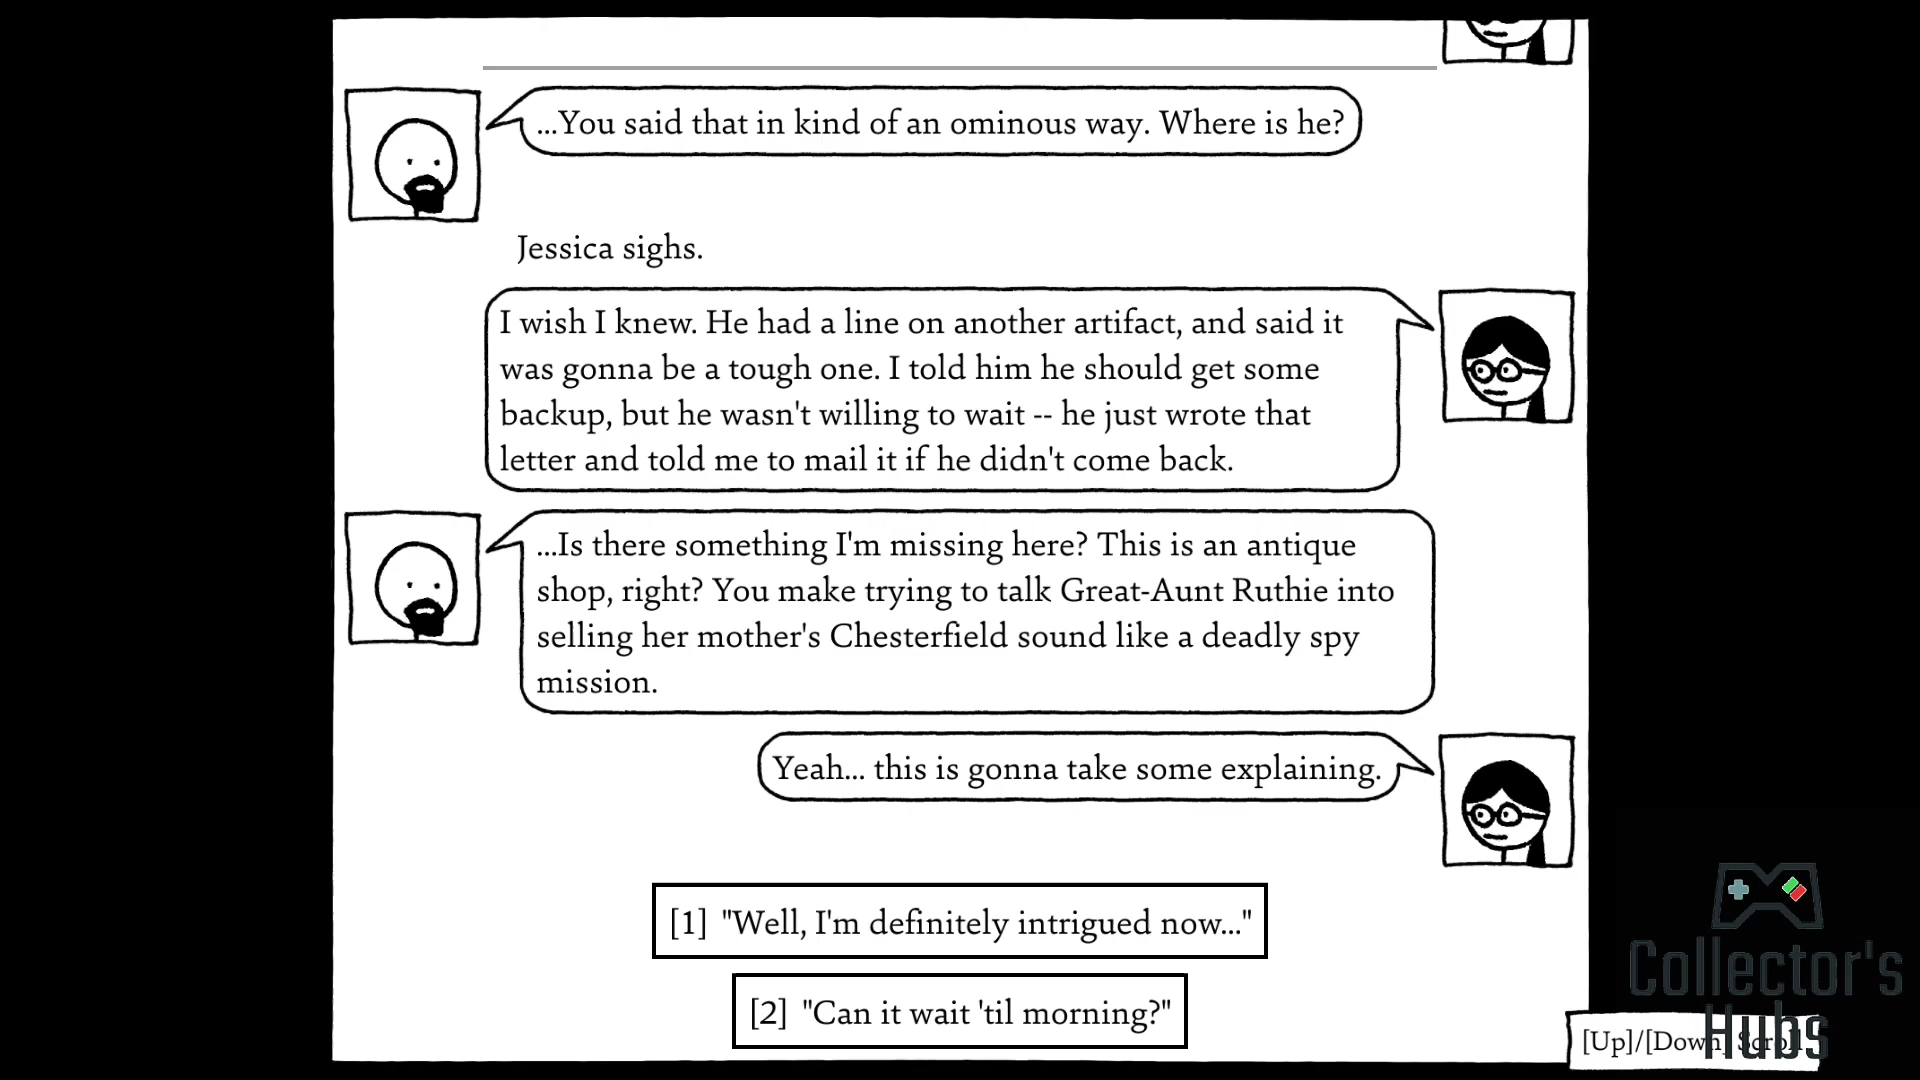 ...You said that in kind of an ominous way. Where is he?
Jessica sighs.
I wish I knew. He had a line on another artifact, and said it
was gonna be a tough one. I told him he should get some
backup, but he wasn't willing to wait -- he just wrote that
letter and told me to mail it if he didn't come back.
...Is there something I'm missing here? This is an antique
shop, right? You make trying to talk Great-Aunt Ruthie into
selling her mother's Chesterfield sound like a deadly spy
mission.
Yeah... this is gonna take some explaining.
[1] "Well, I'm definitely intrigued now..."
[2] "Can it wait 'til morning?"
Collector's
Hubs
[Up]/[Down] Scroll